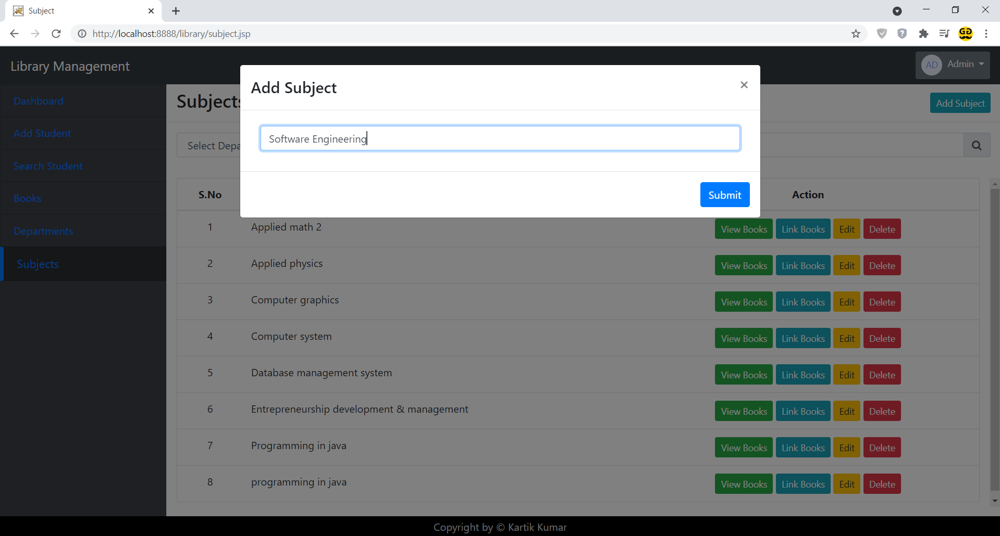 Subject
http://localhost:8888/library/subject.jsp
Library Management
AD Admin
Dashboard
Add Student
Search Student
Books
Departments
Subjects
Subjects
Add Subject
Add Subject
×
Software Engineering
Submit
Select Depa
S.No Action
1 Applied math 2 View Books Link Books Edit Delete
2 Applied physics View Books Link Books Edit Delete
3 Computer graphics View Books Link Books Edit Delete
4 Computer system View Books Link Books Edit Delete
5 Database management system View Books Link Books Edit Delete
6 Entrepreneurship development & management View Books Link Books Edit Delete
7 Programming in java View Books Link Books Edit Delete
8 programming in java View Books Link Books Edit Delete
Copyright by © Kartik Kumar